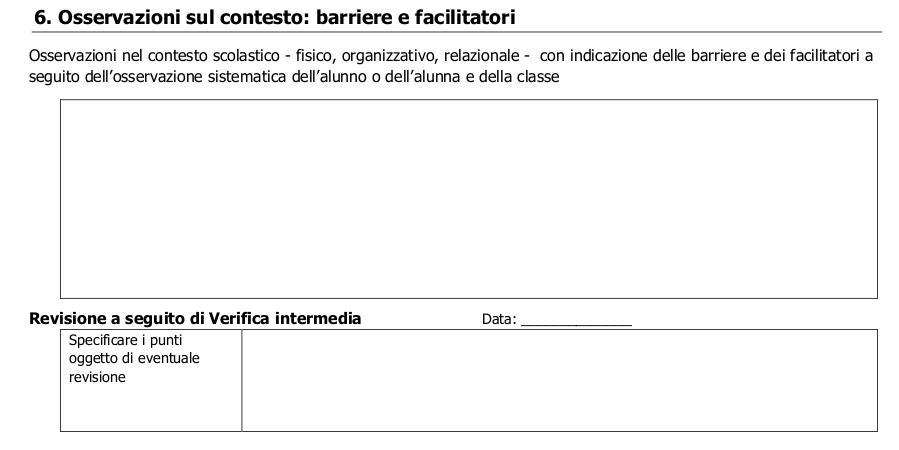 6. Osservazioni sul contesto: barriere e facilitatori
Osservazioni nel contesto scolastico - fisico, organizzativo, relazionale - con indicazione delle barriere e dei facilitatori a
seguito dell'osservazione sistematica dell'alunno o dell'alunna e della classe
Revisione a seguito di Verifica intermedia Data: ______________
Specificare i punti
oggetto di eventuale
revisione